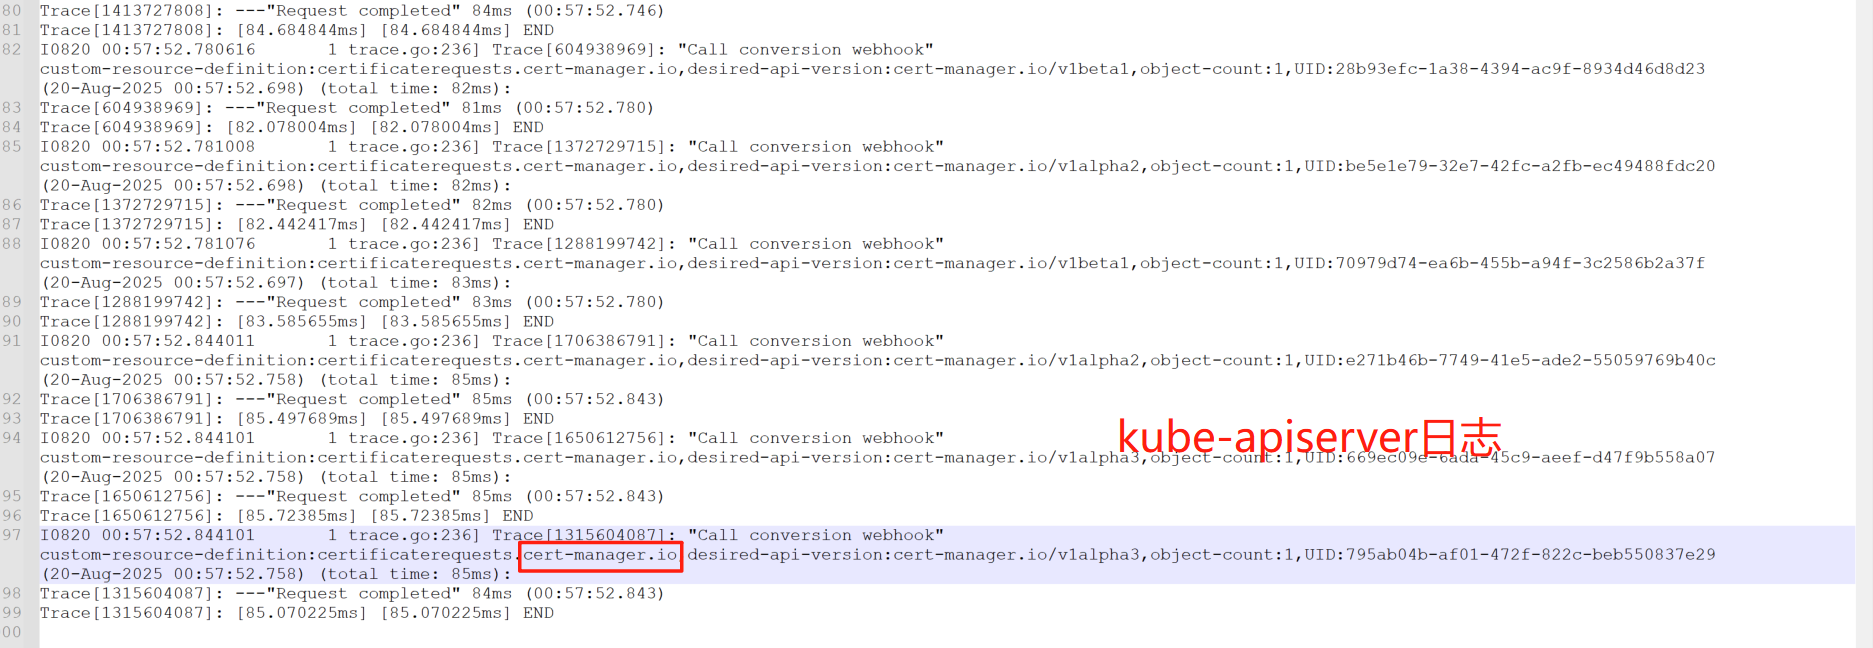 80 Trace[1413727808]: ---"Request completed" 84ms (00:57:52.746)
81 Trace[1413727808]: [84.684844ms] [84.684844ms] END
82 I0820 00:57:52.780616       1 trace.go:236] Trace[604938969]: "Call conversion webhook"
custom-resource-definition:certificaterequests.cert-manager.io,desired-api-version:cert-manager.io/v1beta1,object-count:1,UID:28b93efc-1a38-4394-ac9f-8934d46d8d23
(20-Aug-2025 00:57:52.698) (total time: 82ms):
83 Trace[604938969]: ---"Request completed" 81ms (00:57:52.780)
84 Trace[604938969]: [82.078004ms] [82.078004ms] END
85 I0820 00:57:52.781008       1 trace.go:236] Trace[1372729715]: "Call conversion webhook"
custom-resource-definition:certificaterequests.cert-manager.io,desired-api-version:cert-manager.io/v1alpha2,object-count:1,UID:be5e1e79-32e7-42fc-a2fb-ec49488fdc20
(20-Aug-2025 00:57:52.698) (total time: 82ms):
86 Trace[1372729715]: ---"Request completed" 82ms (00:57:52.780)
87 Trace[1372729715]: [82.442417ms] [82.442417ms] END
88 I0820 00:57:52.781076       1 trace.go:236] Trace[1288199742]: "Call conversion webhook"
custom-resource-definition:certificaterequests.cert-manager.io,desired-api-version:cert-manager.io/v1beta1,object-count:1,UID:70979d74-ea6b-455b-a94f-3c2586b2a37f
(20-Aug-2025 00:57:52.697) (total time: 83ms):
89 Trace[1288199742]: ---"Request completed" 83ms (00:57:52.780)
90 Trace[1288199742]: [83.585655ms] [83.585655ms] END
91 I0820 00:57:52.844011       1 trace.go:236] Trace[1706386791]: "Call conversion webhook"
custom-resource-definition:certificaterequests.cert-manager.io,desired-api-version:cert-manager.io/v1alpha2,object-count:1,UID:e271b46b-7749-41e5-ade2-55059769b40c
(20-Aug-2025 00:57:52.758) (total time: 85ms):
92 Trace[1706386791]: ---"Request completed" 85ms (00:57:52.843)
93 Trace[1706386791]: [85.497689ms] [85.497689ms] END
kube-apiserver日志
94 I0820 00:57:52.844101       1 trace.go:236] Trace[1650612756]: "Call conversion webhook"
custom-resource-definition:certificaterequests.cert-manager.io,desired-api-version:cert-manager.io/v1alpha3,object-count:1,UID:669ec09e-6ada-45c9-aeef-d47f9b558a07
(20-Aug-2025 00:57:52.758) (total time: 85ms):
95 Trace[1650612756]: ---"Request completed" 85ms (00:57:52.843)
96 Trace[1650612756]: [85.72385ms] [85.72385ms] END
97 I0820 00:57:52.844101       1 trace.go:236] Trace[1315604087]: "Call conversion webhook"
custom-resource-definition:certificaterequests.cert-manager.io,desired-api-version:cert-manager.io/v1alpha3,object-count:1,UID:795ab04b-af01-472f-822c-beb550837e29
(20-Aug-2025 00:57:52.758) (total time: 85ms):
98 Trace[1315604087]: ---"Request completed" 84ms (00:57:52.843)
99 Trace[1315604087]: [85.070225ms] [85.070225ms] END
00